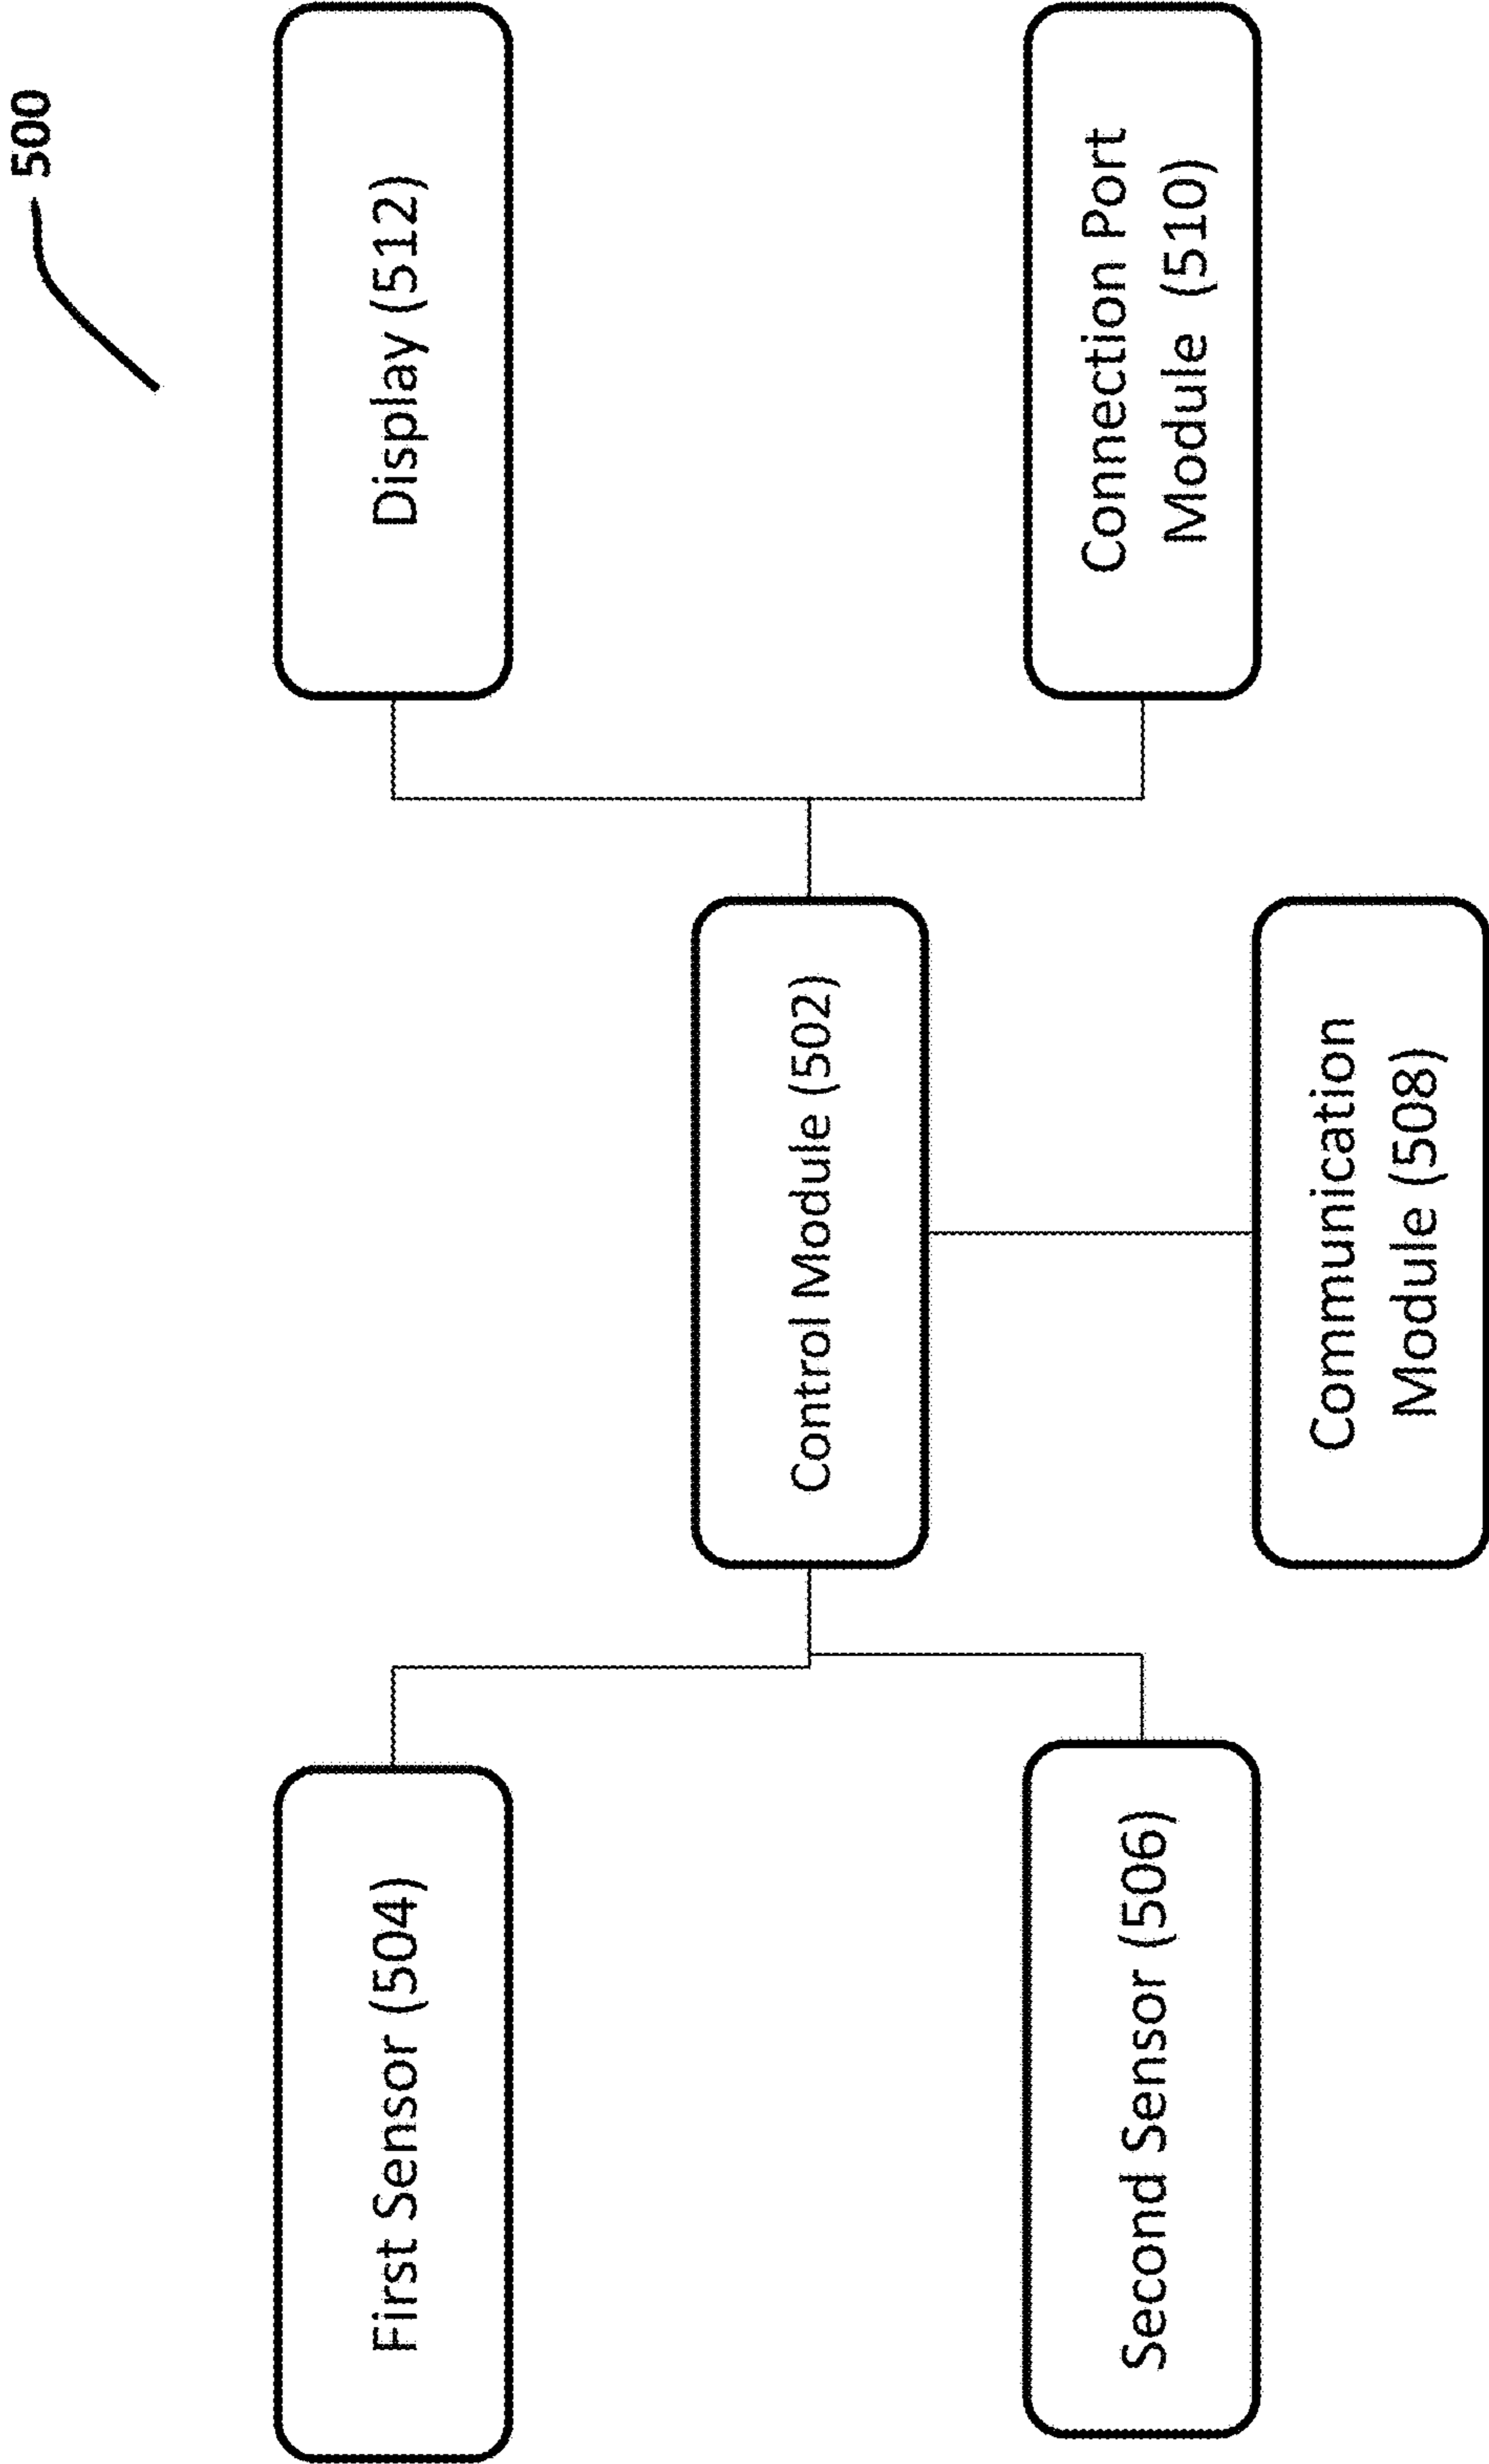 500
First Sensor (504)
Display (512)
Control Module (502)
Second Sensor (506)
Connection Port
Module (510)
Communication
Module (508)